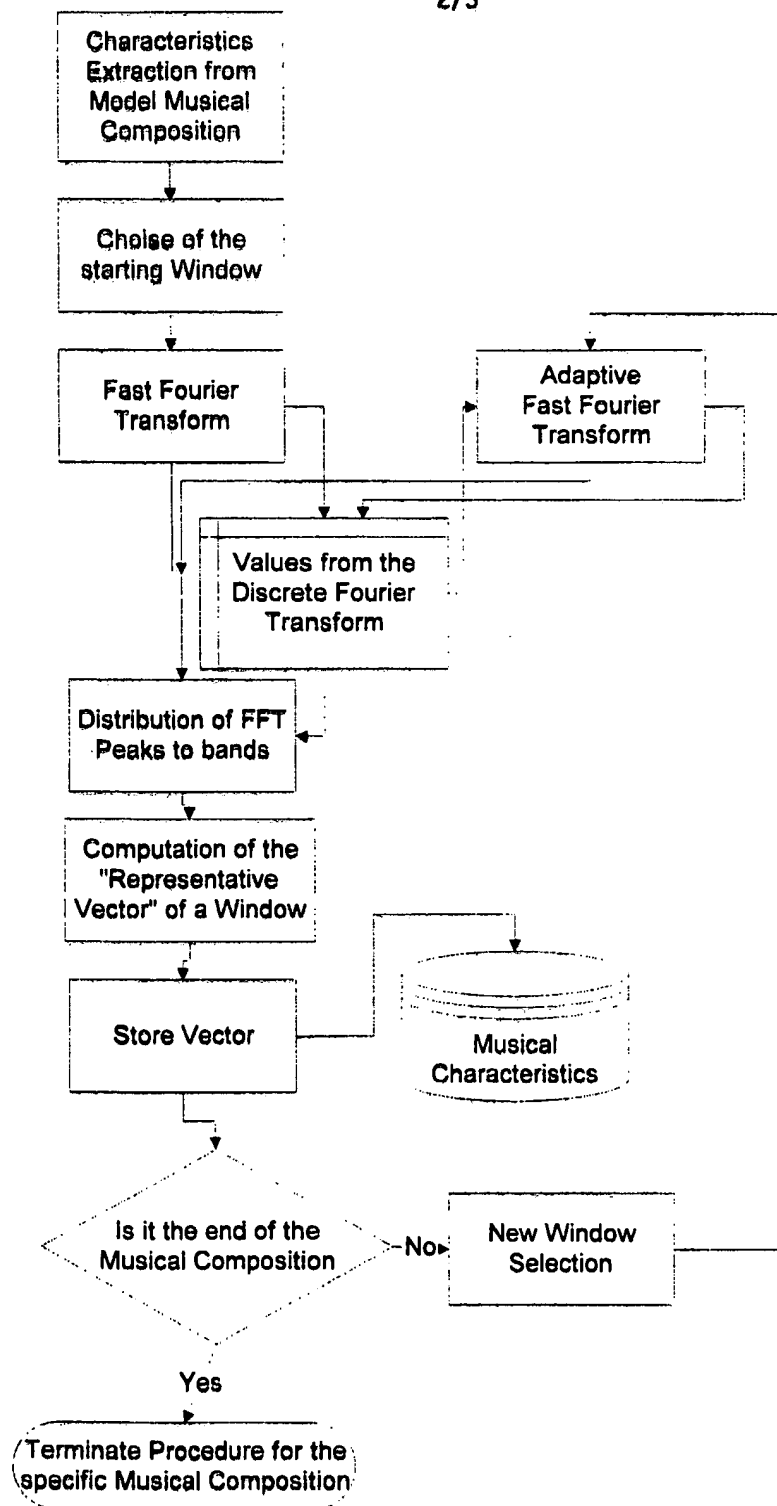 2/3
Characteristics
Extraction from
Model Musical
Composition
Choise of the
starting Window
Fast Fourier
Transform
Adaptive
Fast Fourier
Transform
Values from the
Discrete Fourier
Transform
Distribution of FFT
Peaks to bands
Computation of the
"Representative
Vector" of a Window
Store Vector
Musical
Characteristics
Is it the end of the
Musical Composition
No
New Window
Selection
Yes
Terminate Procedure for the
specific Musical Composition